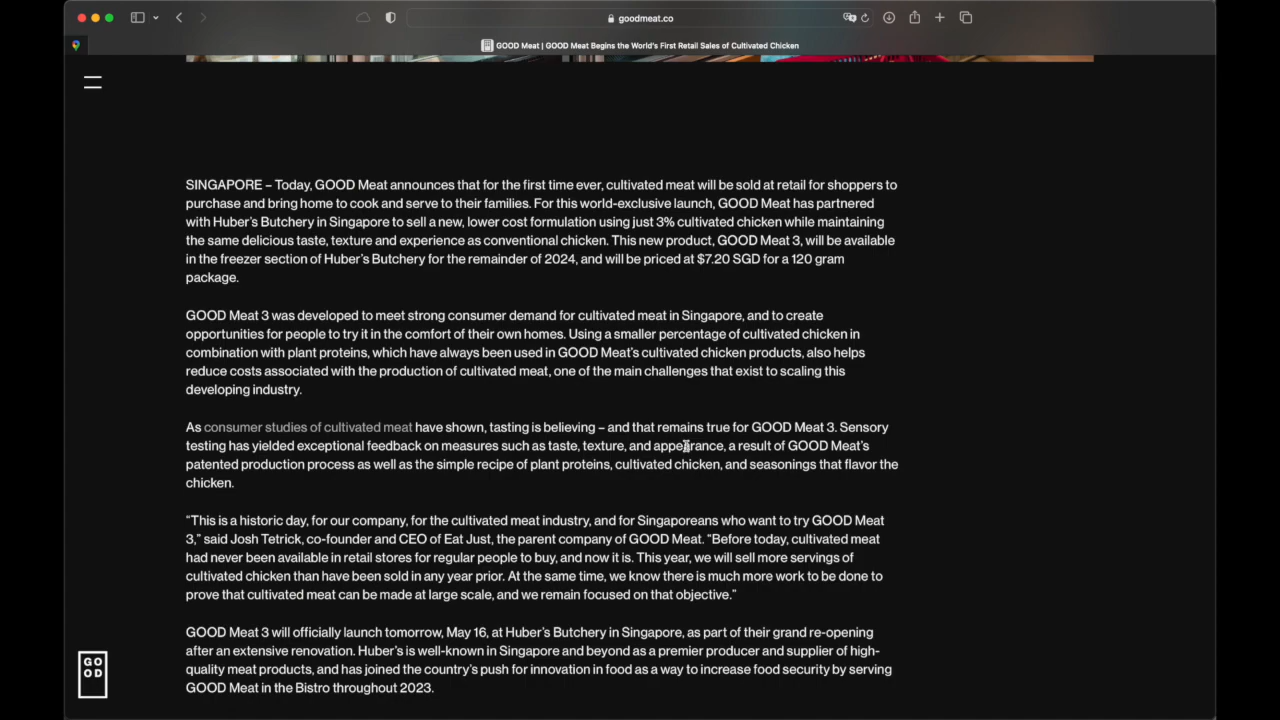 goodmeat.co
GOOD Meat | GOOD Meat Begins the World's First Retail Sales of Cultivated Chicken
SINGAPORE – Today, GOOD Meat announces that for the first time ever, cultivated meat will be sold at retail for shoppers to
purchase and bring home to cook and serve to their families. For this world-exclusive launch, GOOD Meat has partnered
with Huber's Butchery in Singapore to sell a new, lower cost formulation using just 3% cultivated chicken while maintaining
the same delicious taste, texture and experience as conventional chicken. This new product, GOOD Meat 3, will be available
in the freezer section of Huber's Butchery for the remainder of 2024, and will be priced at $7.20 SGD for a 120 gram
package.
GOOD Meat 3 was developed to meet strong consumer demand for cultivated meat in Singapore, and to create
opportunities for people to try it in the comfort of their own homes. Using a smaller percentage of cultivated chicken in
combination with plant proteins, which have always been used in GOOD Meat's cultivated chicken products, also helps
reduce costs associated with the production of cultivated meat, one of the main challenges that exist to scaling this
developing industry.
As consumer studies of cultivated meat have shown, tasting is believing – and that remains true for GOOD Meat 3. Sensory
testing has yielded exceptional feedback on measures such as taste, texture, and appearance, a result of GOOD Meat's
patented production process as well as the simple recipe of plant proteins, cultivated chicken, and seasonings that flavor the
chicken.
“This is a historic day, for our company, for the cultivated meat industry, and for Singaporeans who want to try GOOD Meat
3,” said Josh Tetrick, co-founder and CEO of Eat Just, the parent company of GOOD Meat. “Before today, cultivated meat
had never been available in retail stores for regular people to buy, and now it is. This year, we will sell more servings of
cultivated chicken than have been sold in any year prior. At the same time, we know there is much more work to be done to
prove that cultivated meat can be made at large scale, and we remain focused on that objective.”
GOOD Meat 3 will officially launch tomorrow, May 16, at Huber's Butchery in Singapore, as part of their grand re-opening
after an extensive renovation. Huber's is well-known in Singapore and beyond as a premier producer and supplier of high-
quality meat products, and has joined the country's push for innovation in food as a way to increase food security by serving
GOOD Meat in the Bistro throughout 2023.
GO
OD